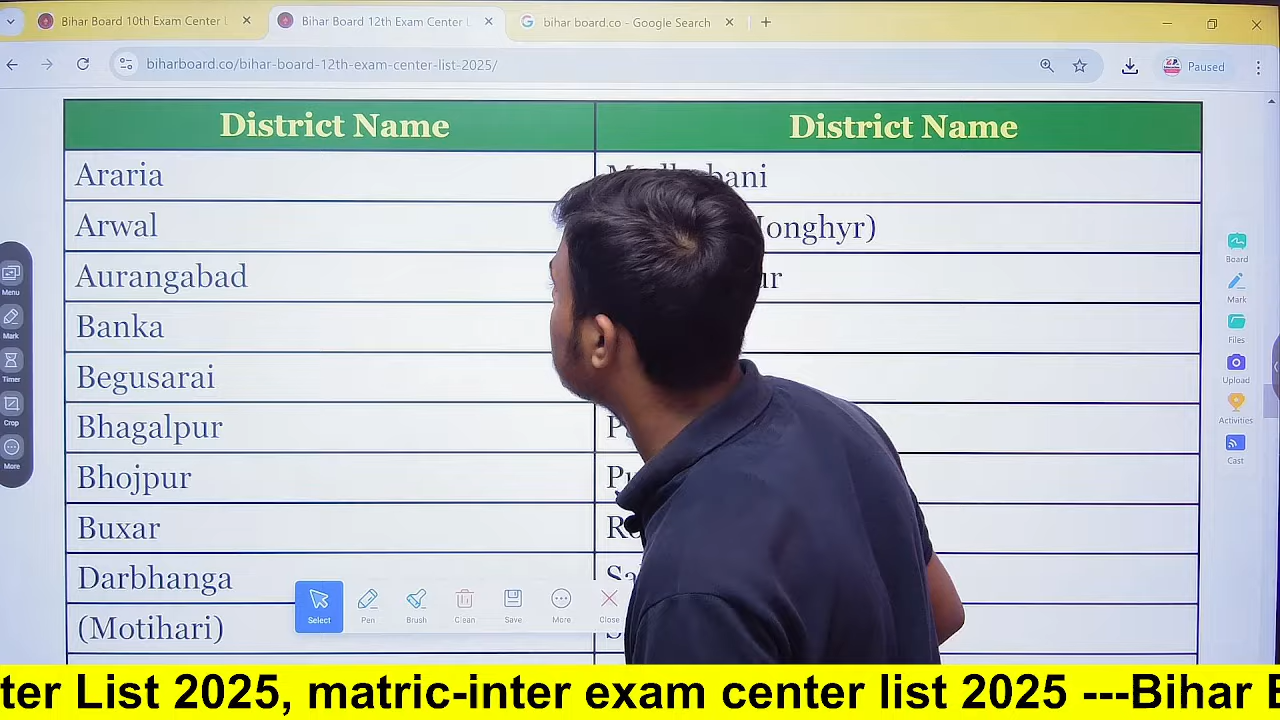 Bihar Board 10th Exam Center L
Bihar Board 12th Exam Center L
bihar board.co - Google Search
biharboard.co/bihar-board-12th-exam-center-list-2025/
Paused
District Name District Name
Araria
Arwal onghyr)
Aurangabad
Banka
Begusarai
Bhagalpur
Bhojpur
Buxar
Darbhanga
(Motihari)
Menu
Mark
Timer
Crop
More
Board
Mark
Files
Upload
Activities
Cast
Select Pen Brush Clean Save More Close
ter List 2025, matric-inter exam center list 2025 ---Bihar